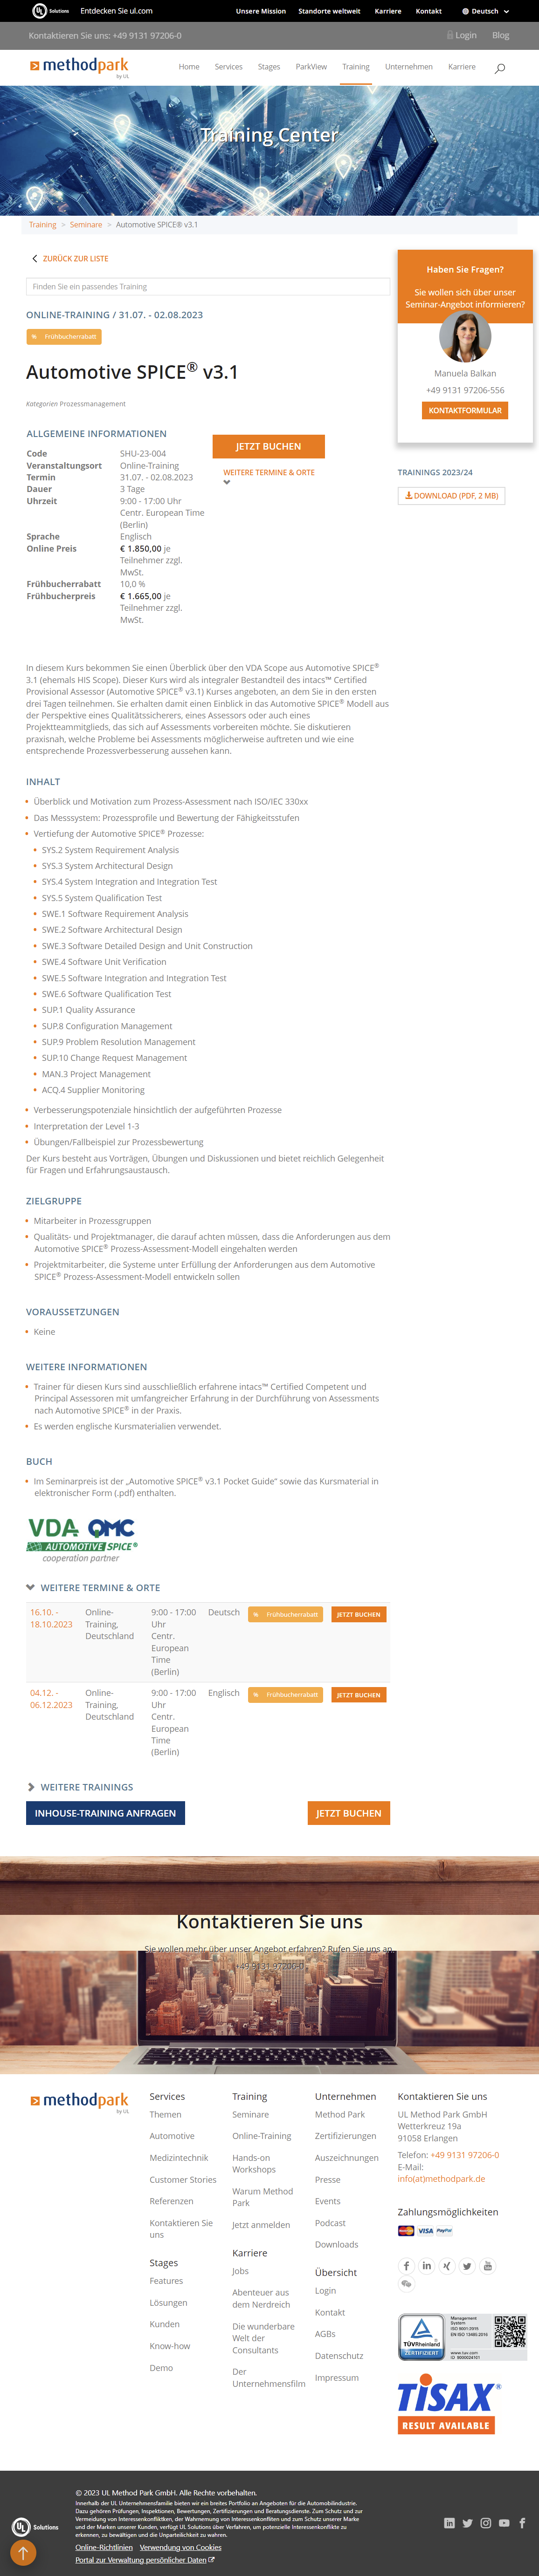 UL Solutions Entdecken Sie ul.com Unsere Mission Standorte weltweit Karriere Kontakt Deutsch
Kontaktieren Sie uns: +49 9131 97206-0 Login Blog
methodpark by UL
Home Services Stages ParkView Training Unternehmen Karriere
Training Center
Training > Seminare > Automotive SPICE® v3.1
ZURÜCK ZUR LISTE
Finden Sie ein passendes Training
ONLINE-TRAINING / 31.07. - 02.08.2023
% Frühbucherrabatt
Automotive SPICE® v3.1
Kategorien Prozessmanagement
ALLGEMEINE INFORMATIONEN
Code SHU-23-004
Veranstaltungsort Online-Training
Termin 31.07. - 02.08.2023
Dauer 3 Tage
Uhrzeit 9:00 - 17:00 Uhr
Centr. European Time
(Berlin)
Sprache Englisch
Online Preis € 1.850,00 je
Teilnehmer zzgl.
MwSt.
Frühbucherrabatt 10,0 %
Frühbucherpreis € 1.665,00 je
Teilnehmer zzgl.
MwSt.
JETZT BUCHEN
WEITERE TERMINE & ORTE
Haben Sie Fragen?
Sie wollen sich über unser
Seminar-Angebot informieren?
Manuela Balkan
+49 9131 97206-556
KONTAKTFORMULAR
TRAININGS 2023/24
DOWNLOAD (PDF, 2 MB)
In diesem Kurs bekommen Sie einen Überblick über den VDA Scope aus Automotive SPICE®
3.1 (ehemals HIS Scope). Dieser Kurs wird als integraler Bestandteil des intacs™ Certified
Provisional Assessor (Automotive SPICE® v3.1) Kurses angeboten, an dem Sie in den ersten
drei Tagen teilnehmen. Sie erhalten damit einen Einblick in das Automotive SPICE® Modell aus
der Perspektive eines Qualitätssicherers, eines Assessors oder auch eines
Projektteammitglieds, das sich auf Assessments vorbereiten möchte. Sie diskutieren
praxisnah, welche Probleme bei Assessments möglicherweise auftreten und wie eine
entsprechende Prozessverbesserung aussehen kann.
INHALT
Überblick und Motivation zum Prozess-Assessment nach ISO/IEC 330xx
Das Messsystem: Prozessprofile und Bewertung der Fähigkeitsstufen
Vertiefung der Automotive SPICE® Prozesse:
SYS.2 System Requirement Analysis
SYS.3 System Architectural Design
SYS.4 System Integration and Integration Test
SYS.5 System Qualification Test
SWE.1 Software Requirement Analysis
SWE.2 Software Architectural Design
SWE.3 Software Detailed Design and Unit Construction
SWE.4 Software Unit Verification
SWE.5 Software Integration and Integration Test
SWE.6 Software Qualification Test
SUP.1 Quality Assurance
SUP.8 Configuration Management
SUP.9 Problem Resolution Management
SUP.10 Change Request Management
MAN.3 Project Management
ACQ.4 Supplier Monitoring
Verbesserungspotenziale hinsichtlich der aufgeführten Prozesse
Interpretation der Level 1-3
Übungen/Fallbeispiel zur Prozessbewertung
Der Kurs besteht aus Vorträgen, Übungen und Diskussionen und bietet reichlich Gelegenheit
für Fragen und Erfahrungsaustausch.
ZIELGRUPPE
Mitarbeiter in Prozessgruppen
Qualitäts- und Projektmanager, die darauf achten müssen, dass die Anforderungen aus dem
Automotive SPICE® Prozess-Assessment-Modell eingehalten werden
Projektmitarbeiter, die Systeme unter Erfüllung der Anforderungen aus dem Automotive
SPICE® Prozess-Assessment-Modell entwickeln sollen
VORAUSSETZUNGEN
Keine
WEITERE INFORMATIONEN
Trainer für diesen Kurs sind ausschließlich erfahrene intacs™ Certified Competent und
Principal Assessoren mit umfangreicher Erfahrung in der Durchführung von Assessments
nach Automotive SPICE® in der Praxis.
Es werden englische Kursmaterialien verwendet.
BUCH
Im Seminarpreis ist der „Automotive SPICE® v3.1 Pocket Guide“ sowie das Kursmaterial in
elektronischer Form (.pdf) enthalten.
VDA QMC
AUTOMOTIVE SPICE®
cooperation partner
WEITERE TERMINE & ORTE
16.10. - Online- 9:00 - 17:00 Deutsch % Frühbucherrabatt JETZT BUCHEN
18.10.2023 Training, Uhr
Deutschland Centr.
European
Time
(Berlin)
04.12. - Online- 9:00 - 17:00 Englisch % Frühbucherrabatt JETZT BUCHEN
06.12.2023 Training, Uhr
Deutschland Centr.
European
Time
(Berlin)
WEITERE TRAININGS
INHOUSE-TRAINING ANFRAGEN JETZT BUCHEN
Kontaktieren Sie uns
Sie wollen mehr über unser Angebot erfahren? Rufen Sie uns an
+49 9131 97206-0
methodpark by UL
Services
Themen
Automotive
Medizintechnik
Customer Stories
Referenzen
Kontaktieren Sie
uns
Stages
Features
Lösungen
Kunden
Know-how
Demo
Training
Seminare
Online-Training
Hands-on
Workshops
Warum Method
Park
Jetzt anmelden
Karriere
Jobs
Abenteuer aus
dem Nerdreich
Die wunderbare
Welt der
Consultants
Der
Unternehmensfilm
Unternehmen
Method Park
Zertifizierungen
Auszeichnungen
Presse
Events
Podcast
Downloads
Übersicht
Login
Kontakt
AGBs
Datenschutz
Impressum
Kontaktieren Sie uns
UL Method Park GmbH
Wetterkreuz 19a
91058 Erlangen
Telefon: +49 9131 97206-0
E-Mail:
info(at)methodpark.de
Zahlungsmöglichkeiten
MasterCard VISA PayPal
TÜVRheinland
ZERTIFIZIERT
Management
System
ISO 9001:2015
EN ISO 13485:2016
www.tuv.com
ID 9000024101
TISAX®
RESULT AVAILABLE
© 2023 UL Method Park GmbH. Alle Rechte vorbehalten.
Innerhalb der UL Unternehmensfamilie bieten wir ein breites Portfolio an Angeboten für die Automobilindustrie.
Dazu gehören Prüfungen, Inspektionen, Bewertungen, Zertifizierungen und Beratungsdienste. Zum Schutz und zur
Vermeidung von Interessenkonflikten, der Wahrnehmung von Interessenkonflikten und zum Schutz unserer Marke
und der Marken unserer Kunden, verfügt UL Solutions über Verfahren, um potenzielle Interessenkonflikte zu
erkennen, zu bewältigen und die Unparteilichkeit zu wahren.
Online-Richtlinien Verwendung von Cookies
Portal zur Verwaltung persönlicher Daten
UL Solutions